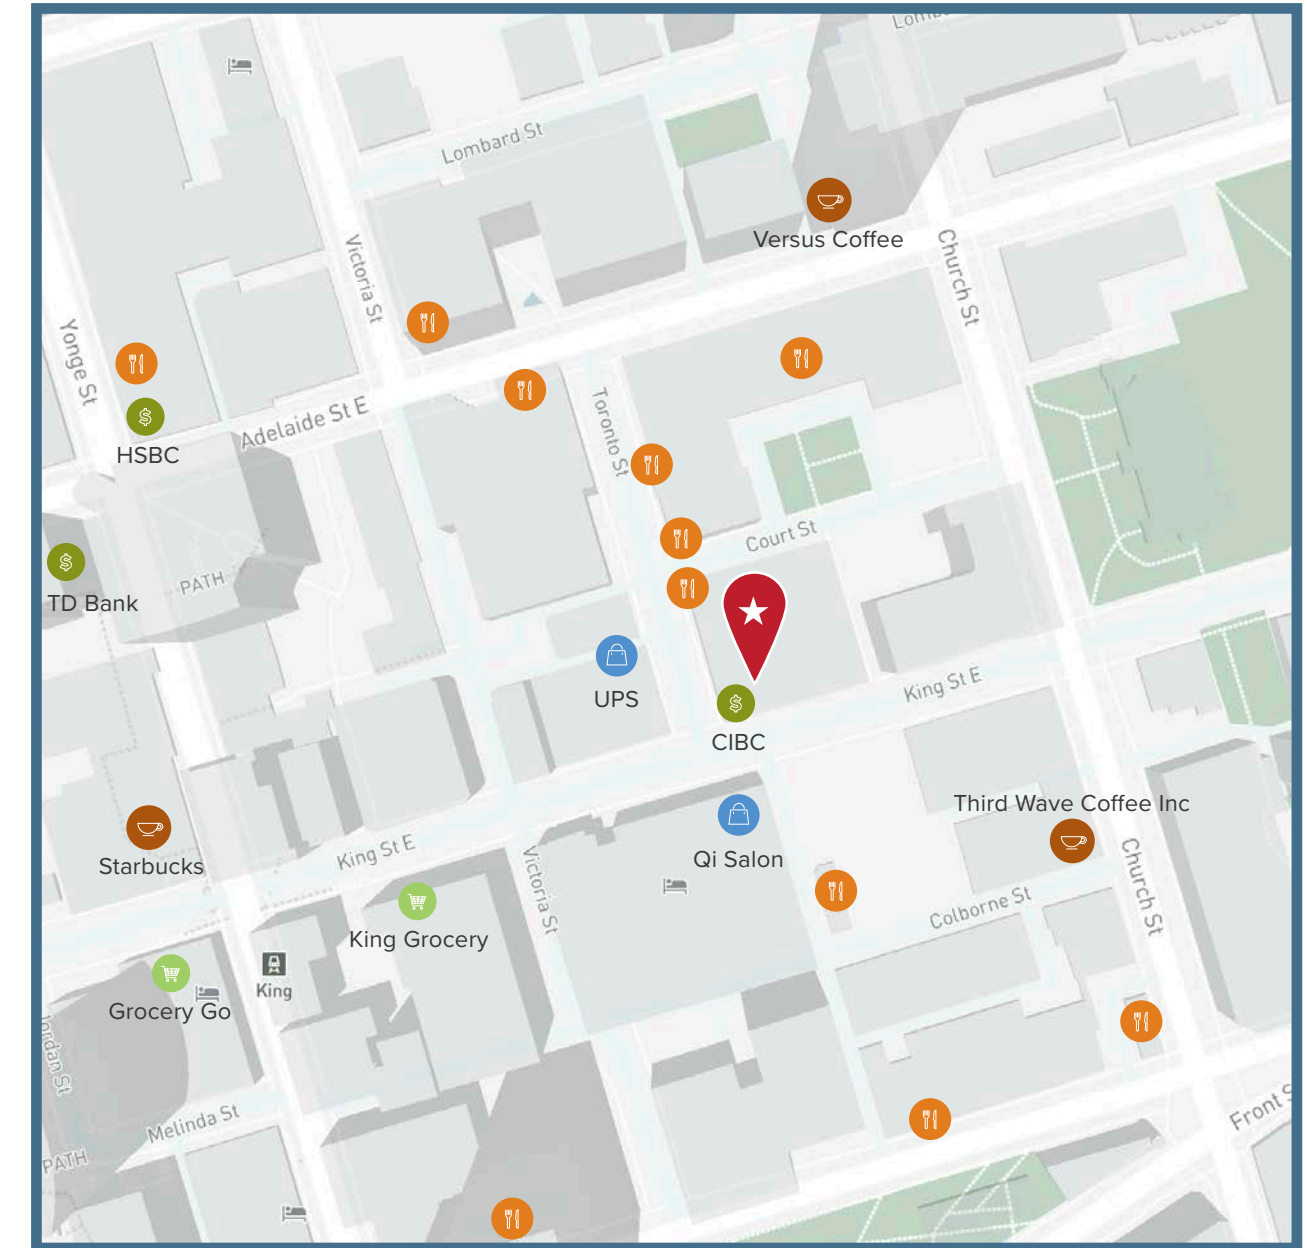 Lomb
Lombard St
Versus Coffee
Church St
Victoria St
Yonge St
Adelaide St E
HSBC
Toronto St
Court St
TD Bank
PATH
UPS
King St E
CIBC
Third Wave Coffee Inc
Starbucks
King St E
Qi Salon
Victoria St
Church St
Colborne St
King Grocery
King
Grocery Go
Jordan St
Melinda St
PATH
Front S